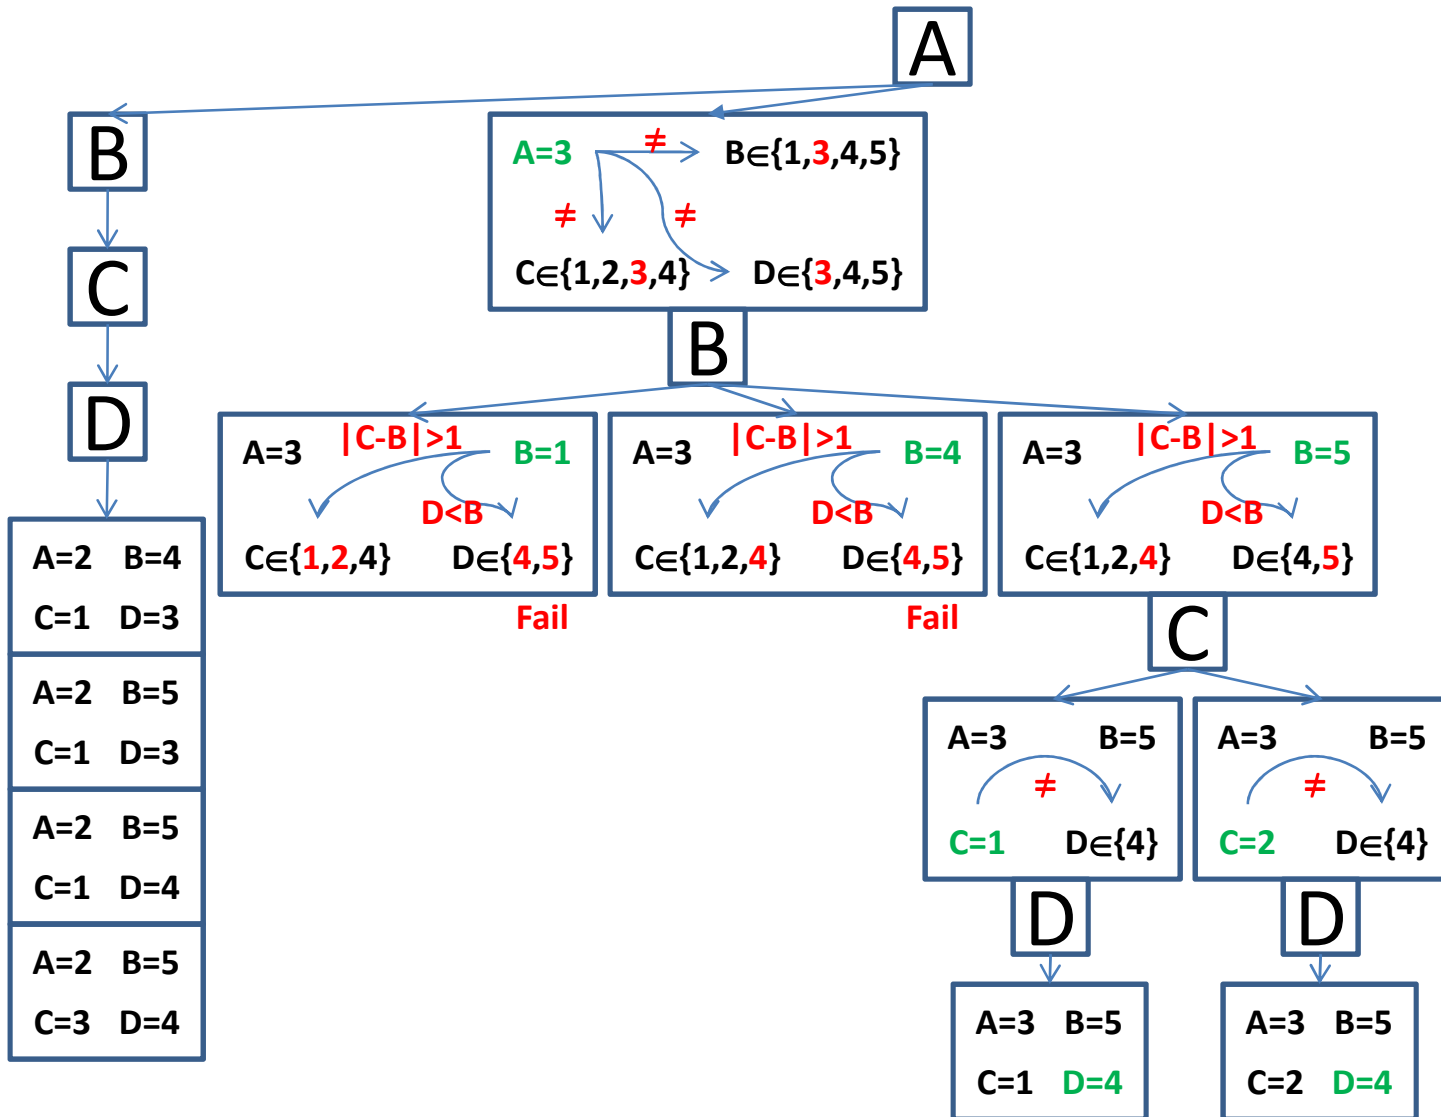 A
B
A=3 ≠ B∈{1,3,4,5}
≠ ≠
C∈{1,2,3,4} D∈{3,4,5}
C
B
D
A=3 |C-B|>1 B=1
D<B
C∈{1,2,4} D∈{4,5}
Fail
A=3 |C-B|>1 B=4
D<B
C∈{1,2,4} D∈{4,5}
Fail
A=3 |C-B|>1 B=5
D<B
C∈{1,2,4} D∈{4,5}
C
A=2 B=4
C=1 D=3
A=2 B=5
C=1 D=3
A=2 B=5
C=1 D=4
A=2 B=5
C=3 D=4
A=3 B=5
≠
C=1 D∈{4}
D
A=3 B=5
C=1 D=4
A=3 B=5
≠
C=2 D∈{4}
D
A=3 B=5
C=2 D=4